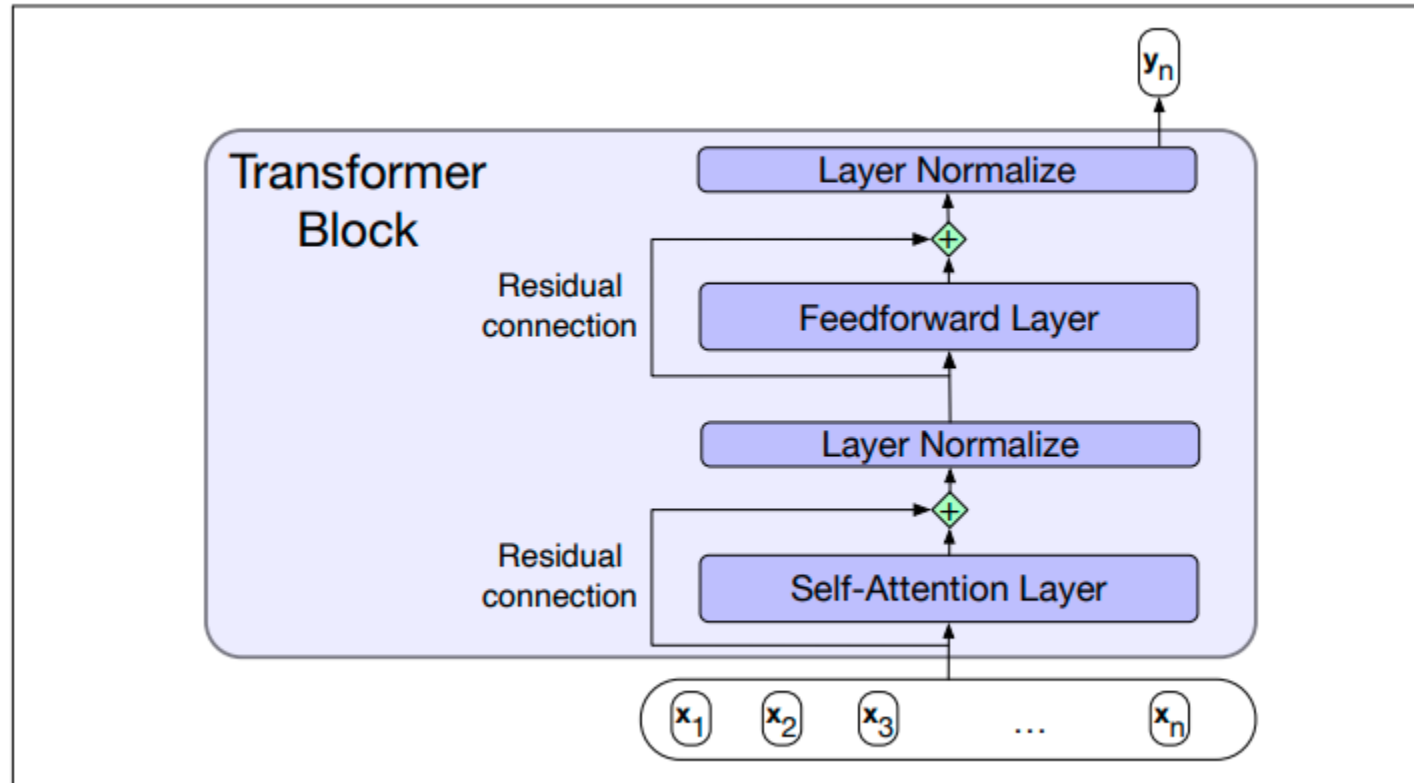 yn
Transformer
Block
Layer Normalize
+
Residual
connection
Feedforward Layer
Layer Normalize
+
Residual
connection
Self-Attention Layer
x1 x2 x3 ... xn